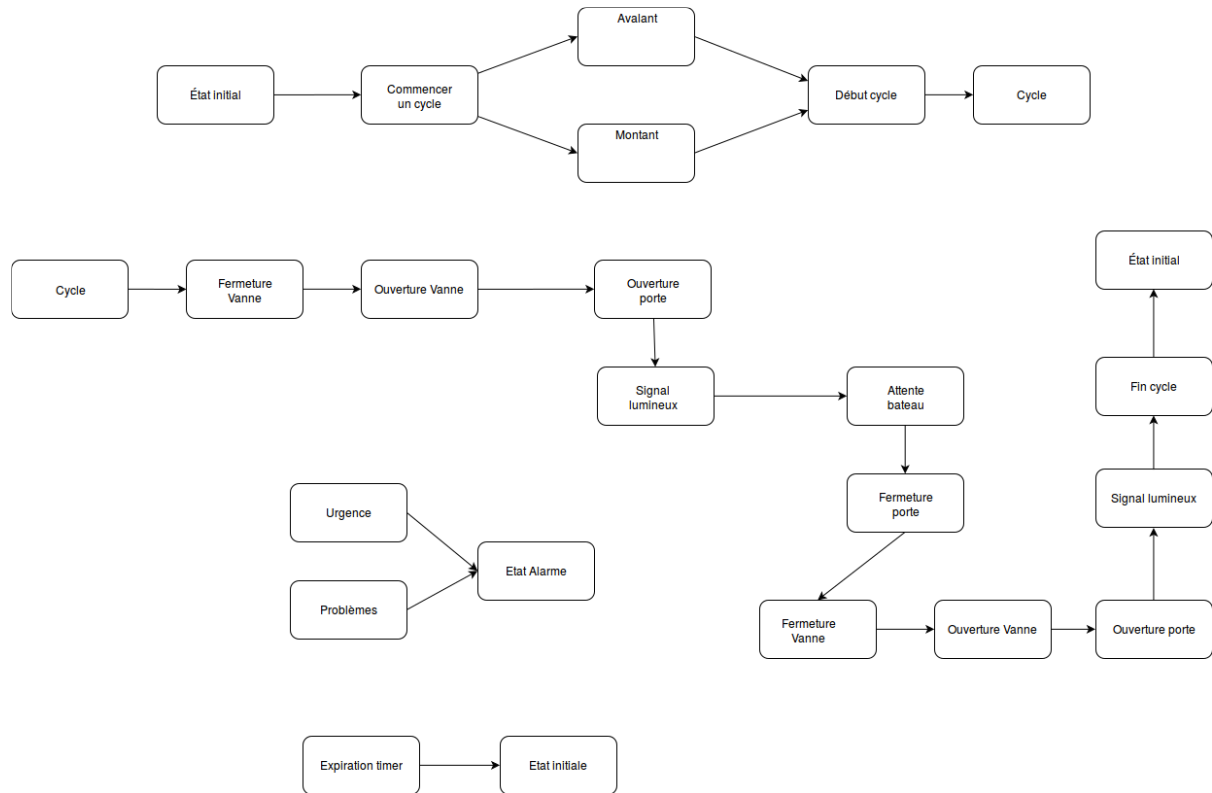 Avalant
État initial
Commencer
un cycle
Début cycle
Cycle
Montant
État initial
Cycle
Fermeture
Vanne
Ouverture Vanne
Ouverture
porte
Signal
lumineux
Attente
bateau
Fin cycle
Urgence
Fermeture
porte
Signal lumineux
Etat Alarme
Problèmes
Fermeture
Vanne
Ouverture Vanne
Ouverture porte
Expiration timer
Etat initiale